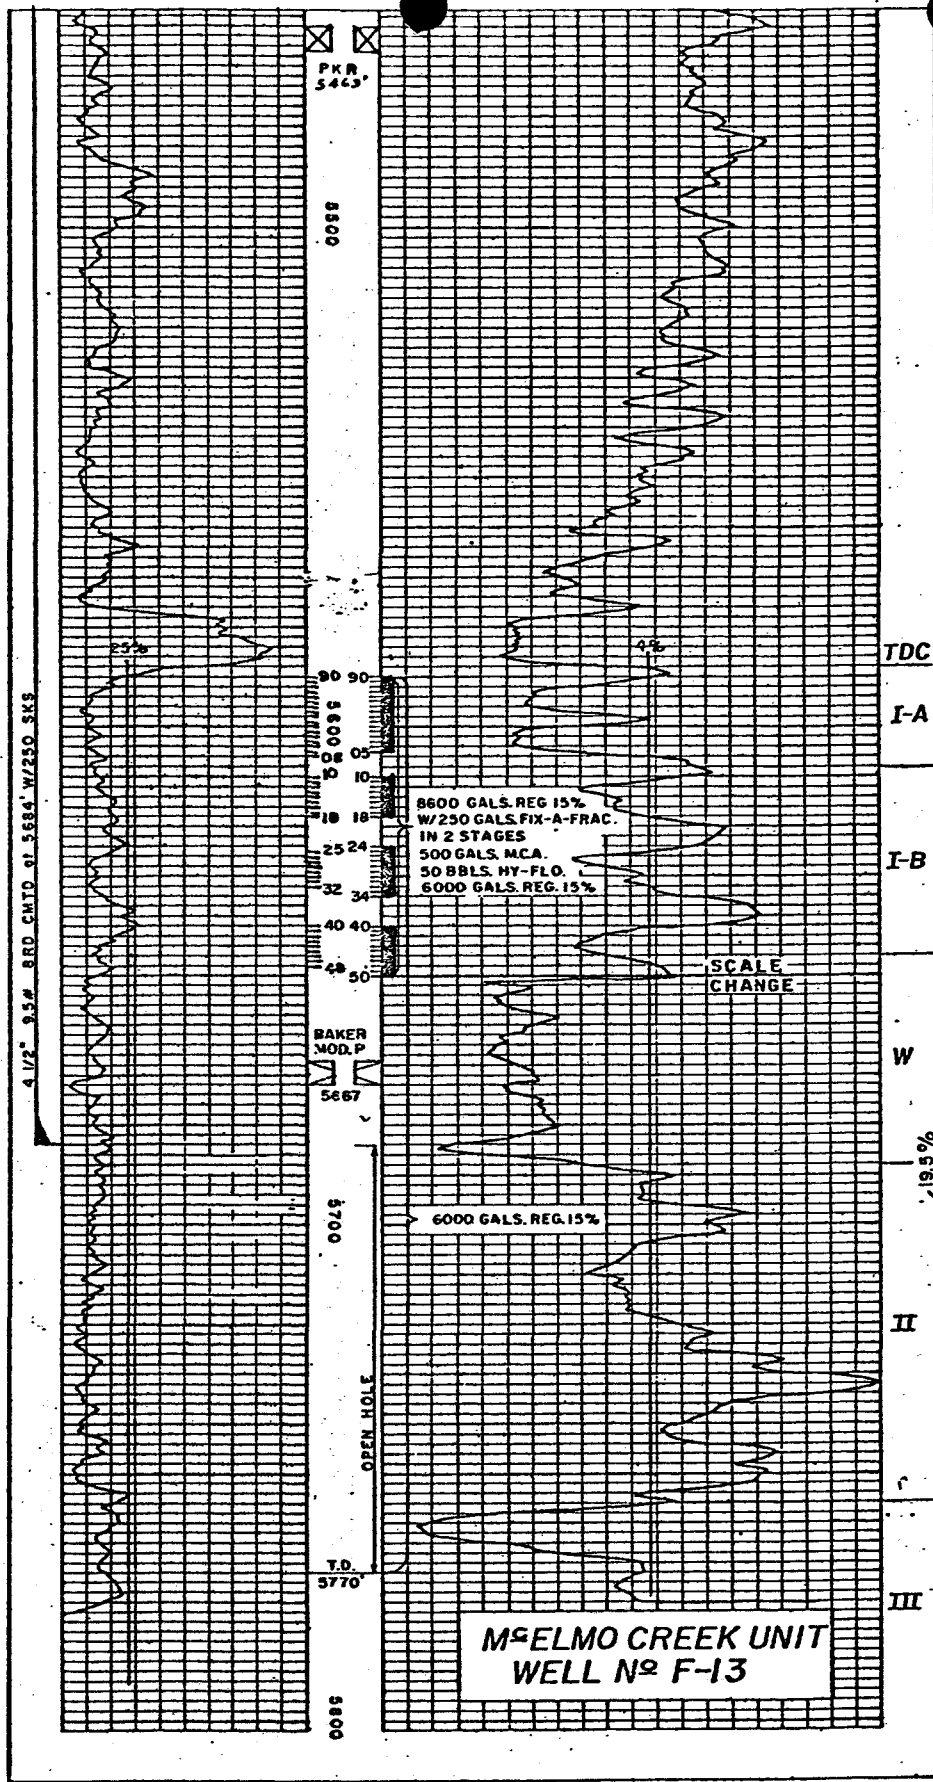 PKR
5463'
5500
25%
4%
TDC
90 90
5600
I-A
08 05
10 10
18 18
8600 GALS. REG 15%
W/250 GALS. FIX-A-FRAC.
IN 2 STAGES
500 GALS. M.C.A.
50 BBLS. HY-FLO.
6000 GALS. REG. 15%
25 24
I-B
32 34
40 40
48 50
SCALE
CHANGE
4 1/2" 9.5# 8RD CMTD at 5684' W/250 SKS
BAKER
MOD. P
W
5667
19.5%
5700
6000 GALS. REG. 15%
II
OPEN HOLE
T.D.
5770'
III
McELMO CREEK UNIT
WELL Nº F-13
5800